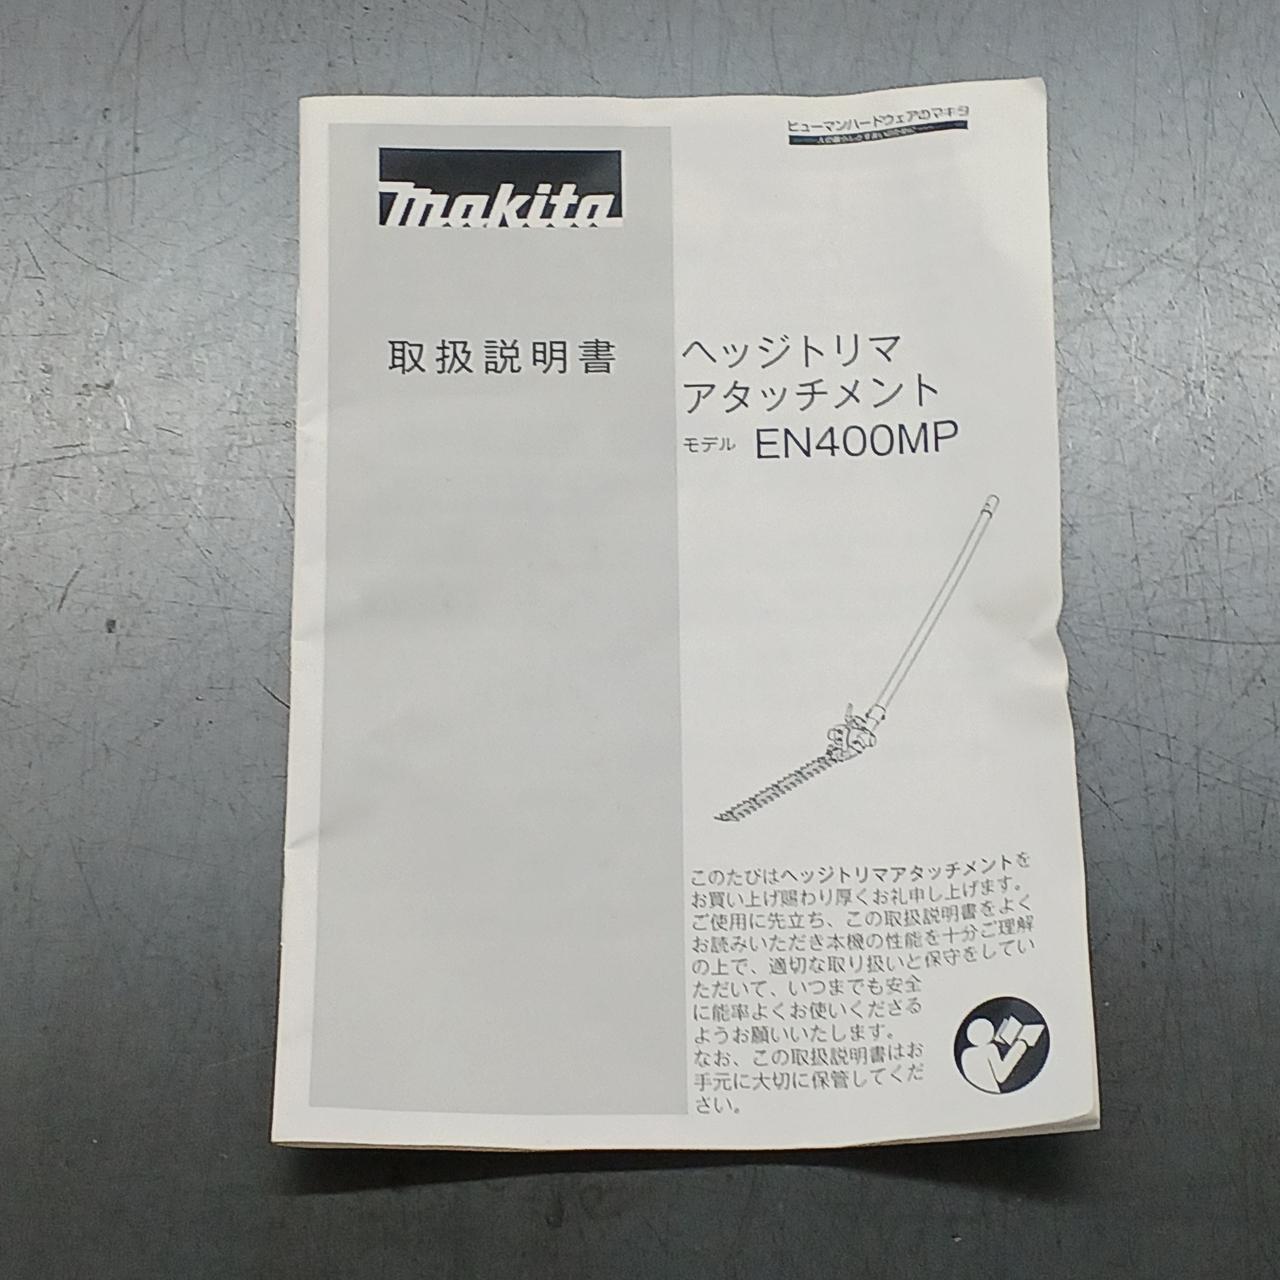 ヒューマンハードウェアのマキタ
makita
取扱説明書
ヘッジトリマ
アタッチメント
モデル EN400MP
このたびはヘッジトリマアタッチメントを
お買い上げ賜わり厚くお礼申し上げます。
ご使用に先立ち、この取扱説明書をよく
お読みいただき本機の性能を十分ご理解
の上で、適切な取り扱いと保守をしてい
ただいて、いつまでも安全
に能率よくお使いくださる
ようお願いいたします。
なお、この取扱説明書はお
手元に大切に保管してくだ
さい。